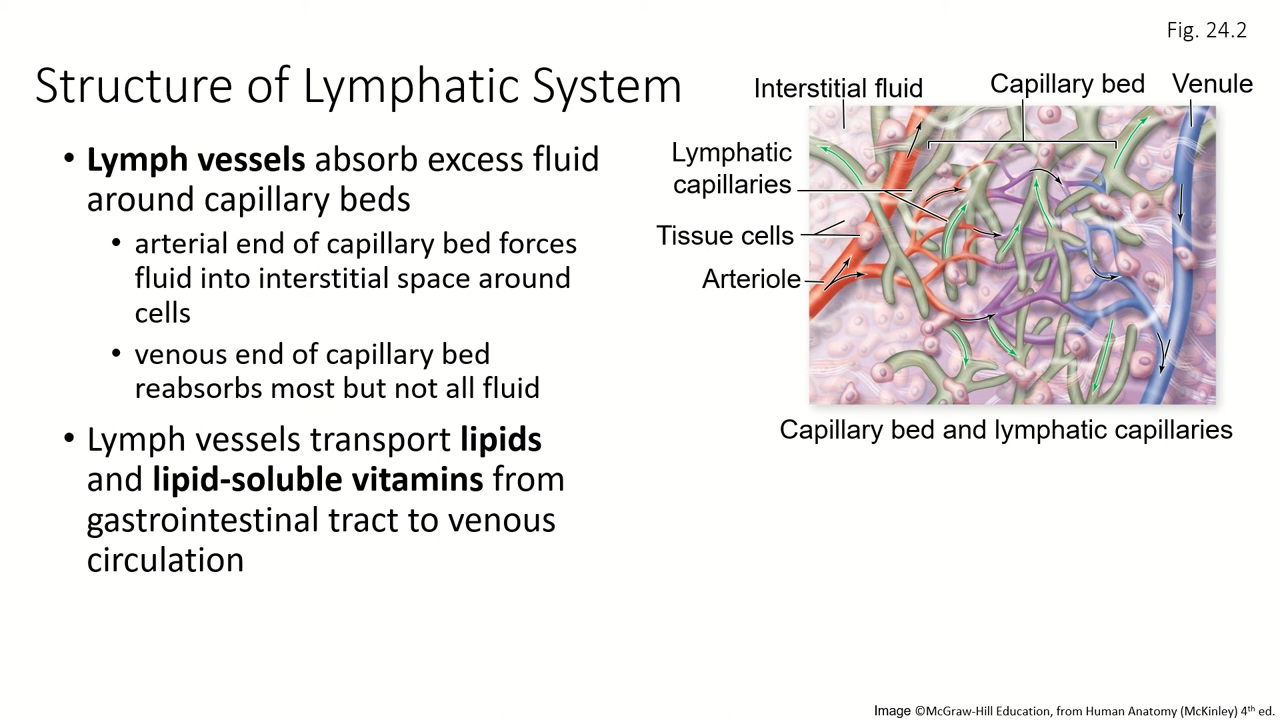 Fig. 24.2
Structure of Lymphatic System
• Lymph vessels absorb excess fluid
around capillary beds
• arterial end of capillary bed forces
fluid into interstitial space around
cells
• venous end of capillary bed
reabsorbs most but not all fluid
• Lymph vessels transport lipids
and lipid-soluble vitamins from
gastrointestinal tract to venous
circulation
Interstitial fluid
Capillary bed
Venule
Lymphatic
capillaries
Tissue cells
Arteriole
Capillary bed and lymphatic capillaries
Image ©McGraw-Hill Education, from Human Anatomy (McKinley) 4th ed.